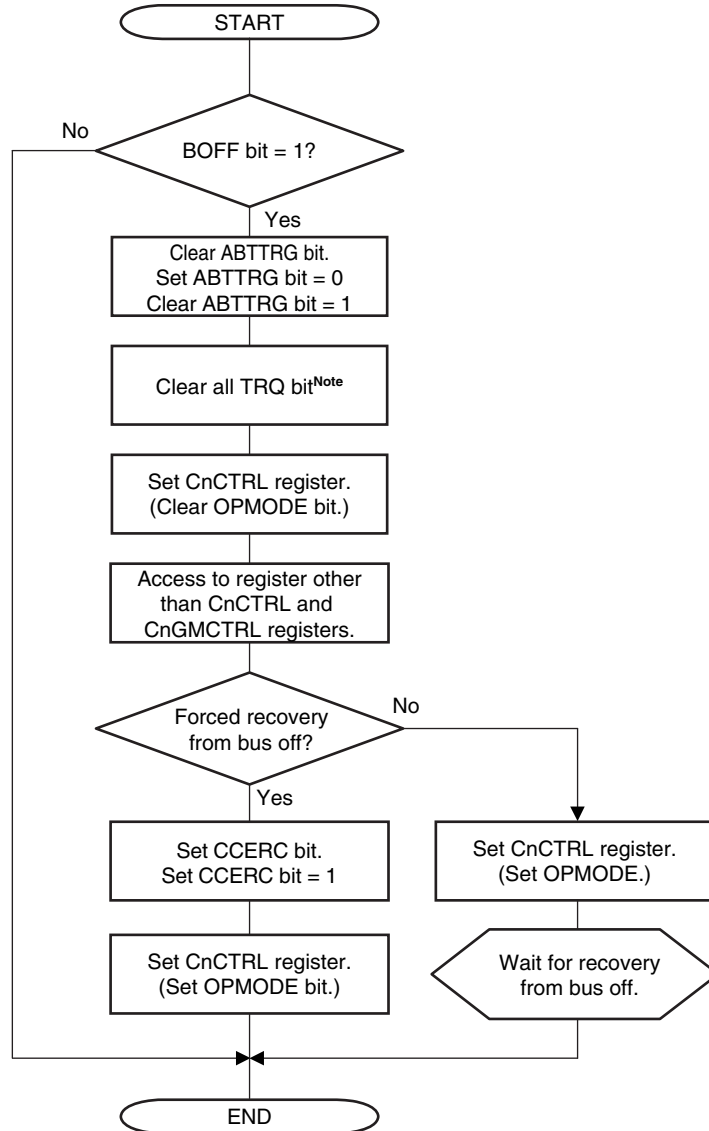 START
No
BOFF bit = 1?
Yes
Clear ABTTRG bit.
Set ABTTRG bit = 0
Clear ABTTRG bit = 1
Clear all TRQ bitNote
Set CnCTRL register.
(Clear OPMODE bit.)
Access to register other
than CnCTRL and
CnGMCTRL registers.
Forced recovery
from bus off?
No
Yes
Set CCERC bit.
Set CCERC bit = 1
Set CnCTRL register.
(Set OPMODE.)
Set CnCTRL register.
(Set OPMODE bit.)
Wait for recovery
from bus off.
END